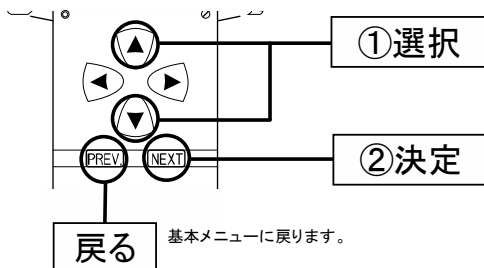 ①選択
PREV.
NEXT
②決定
戻る
基本メニューに戻ります。